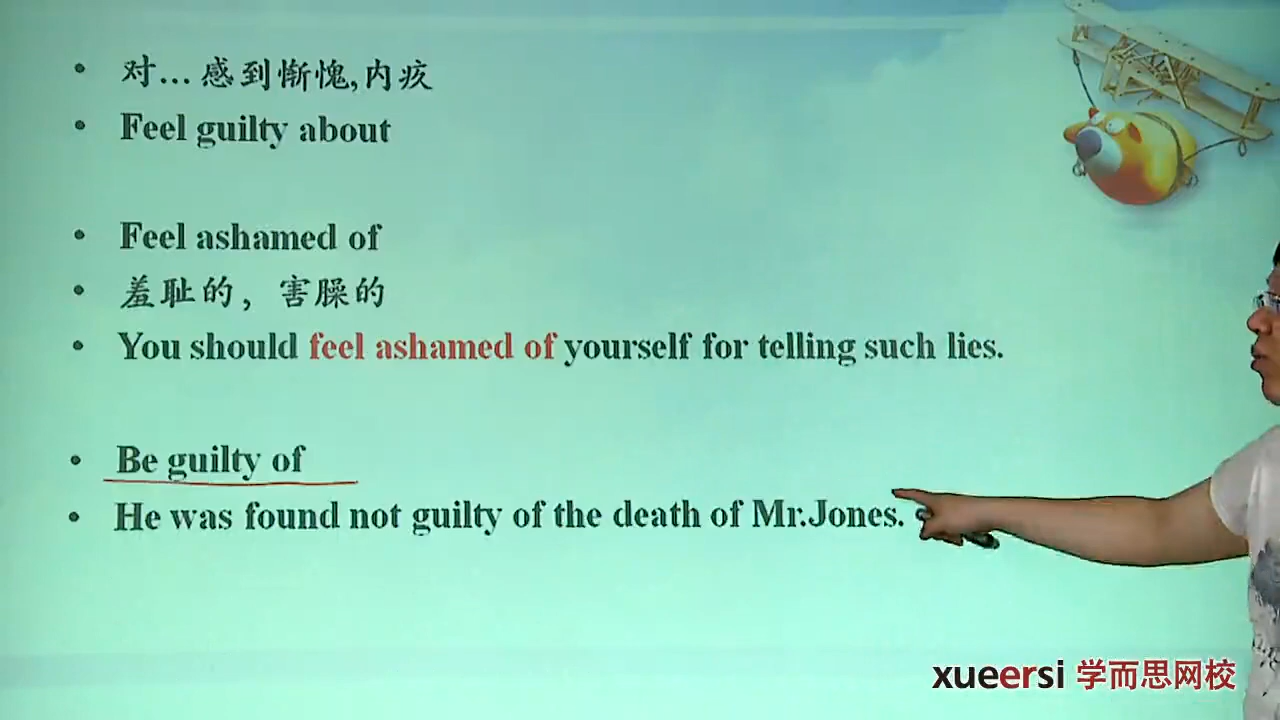 对...感到惭愧,内疚
Feel guilty about
Feel ashamed of
羞耻的，害臊的
You should feel ashamed of yourself for telling such lies.
Be guilty of
He was found not guilty of the death of Mr.Jones.
xueersi 学而思网校